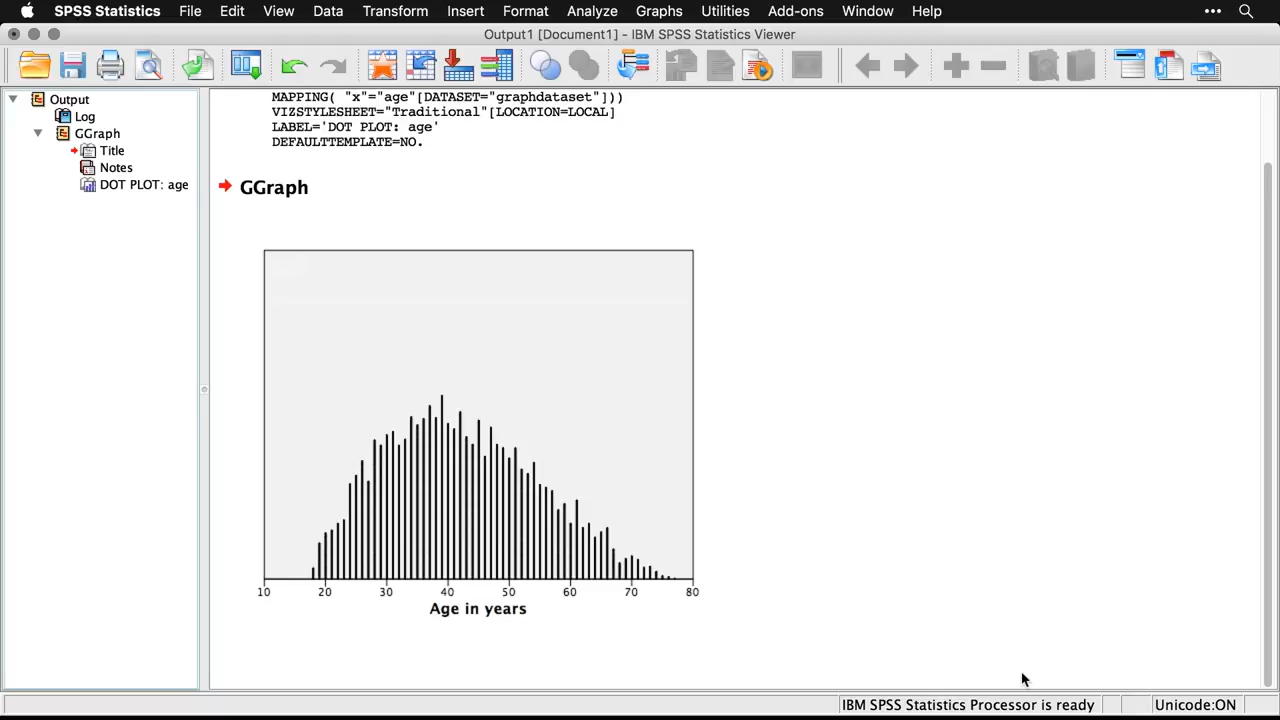 SPSS Statistics File Edit View Data Transform Insert Format Analyze Graphs Utilities Add-ons Window Help
Output1 [Document1] - IBM SPSS Statistics Viewer
Output
Log
GGraph
Title
Notes
DOT PLOT: age
MAPPING( "x"="age"[DATASET="graphdataset"]))
VIZSTYLESHEET="Traditional"[LOCATION=LOCAL]
LABEL='DOT PLOT: age'
DEFAULTTEMPLATE=NO.
GGraph
10 20 30 40 50 60 70 80
Age in years
IBM SPSS Statistics Processor is ready Unicode:ON